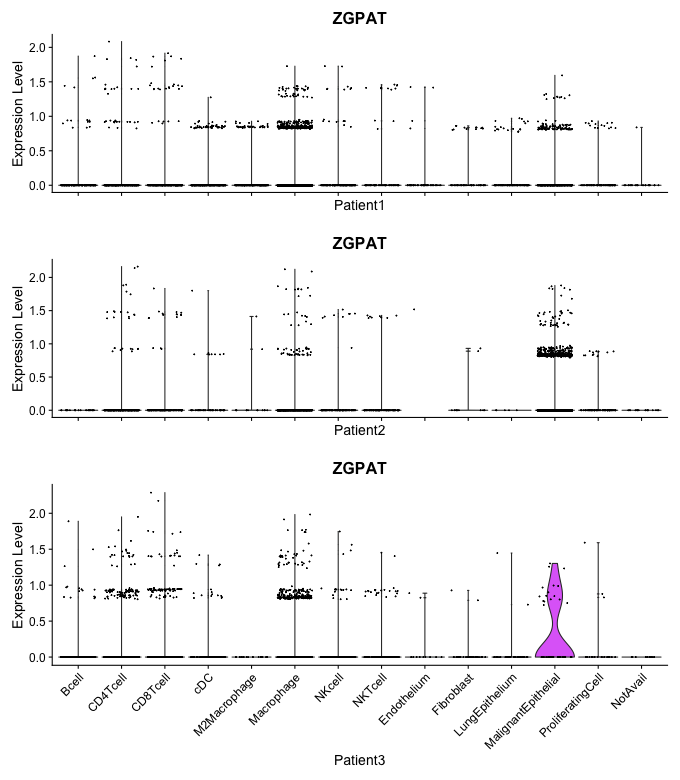 ZGPAT
Expression Level
2.0
1.5
1.0
0.5
0.0
Patient1
ZGPAT
Expression Level
2.0
1.5
1.0
0.5
0.0
Patient2
ZGPAT
Expression Level
2.0
1.5
1.0
0.5
0.0
Bcell
CD4Tcell
CD8Tcell
cDC
M2Macrophage
Macrophage
NKcell
NKTcell
Endothelium
Fibroblast
LungEpithelium
MalignantEpithelial
ProliferatingCell
NotAvail
Patient3